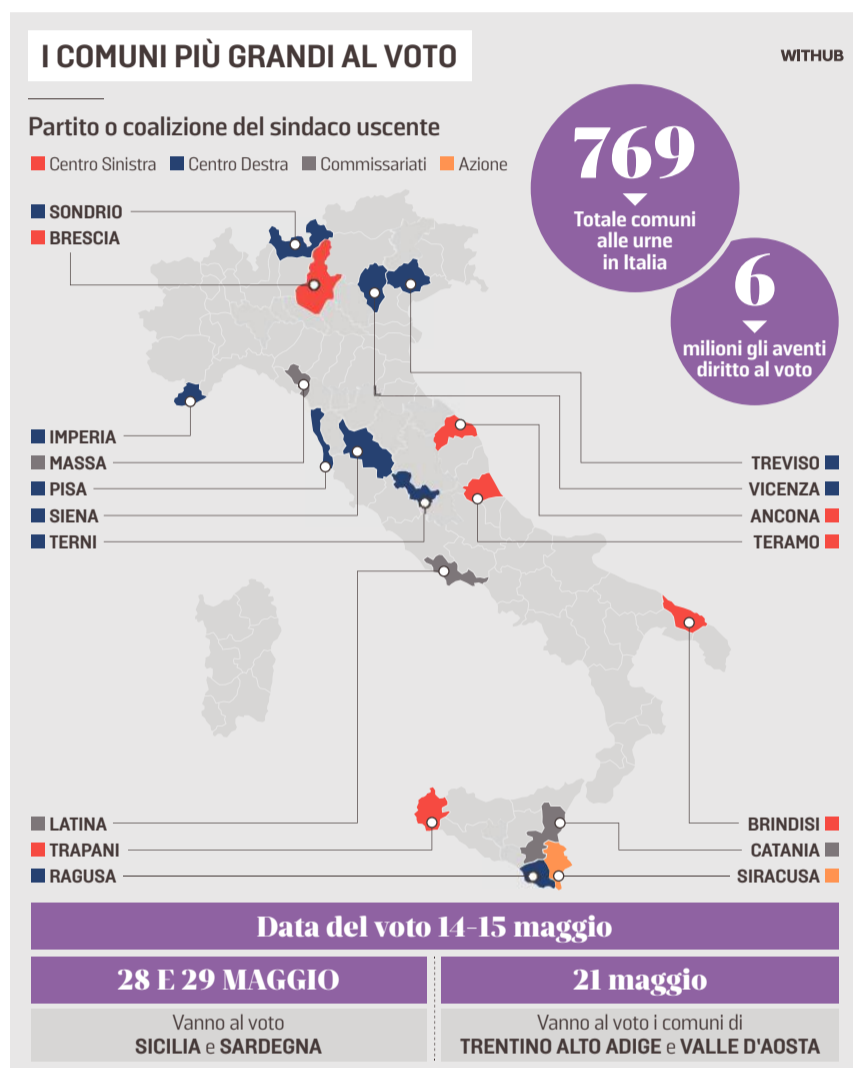 I COMUNI PIÙ GRANDI AL VOTO
WITHUB
Partito o coalizione del sindaco uscente
Centro Sinistra
Centro Destra
Commissariati
Azione
769
Totale comuni
alle urne
in Italia
6
milioni gli aventi
diritto al voto
SONDRIO
BRESCIA
IMPERIA
MASSA
PISA
SIENA
TERNI
TREVISO
VICENZA
ANCONA
TERAMO
LATINA
TRAPANI
RAGUSA
BRINDISI
CATANIA
SIRACUSA
Data del voto 14-15 maggio
28 E 29 MAGGIO
Vanno al voto
SICILIA e SARDEGNA
21 maggio
Vanno al voto i comuni di
TRENTINO ALTO ADIGE e VALLE D'AOSTA